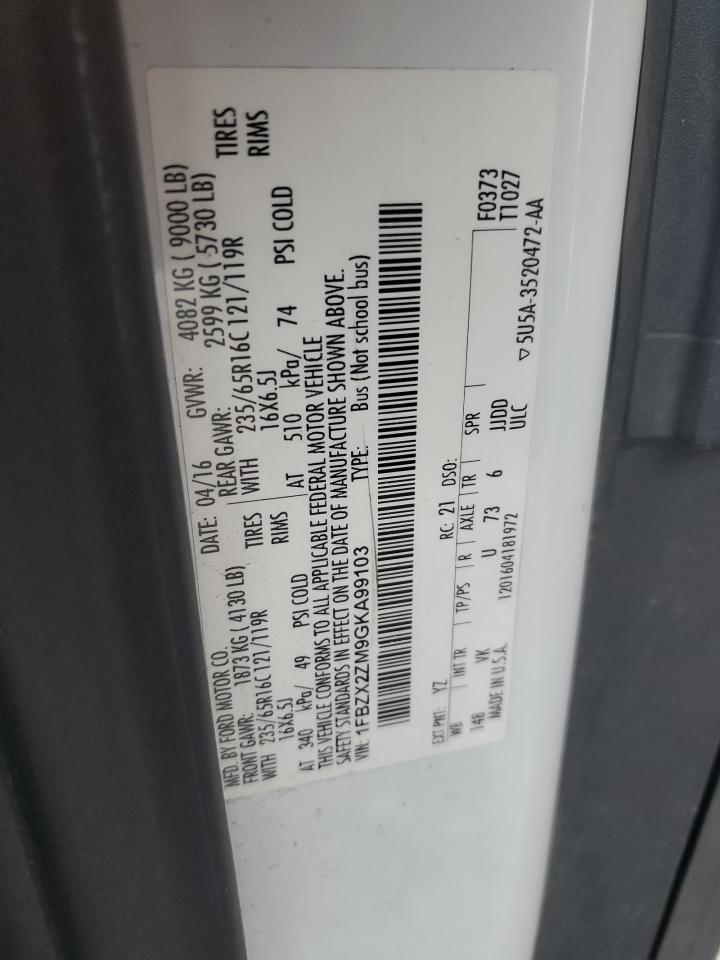 MFD. BY FORD MOTOR CO.
DATE: 04/16 GVWR: 4082 KG ( 9000 LB)
FRONT GAWR: 1873 KG ( 4130 LB) REAR GAWR: 2599 KG ( 5730 LB)
WITH 235/65R16C 121/119R TIRES WITH 235/65R16C 121/119R TIRES
16X6.5J RIMS 16X6.5J RIMS
AT 340 kPa/ 49 PSI COLD AT 510 kPa/ 74 PSI COLD
THIS VEHICLE CONFORMS TO ALL APPLICABLE FEDERAL MOTOR VEHICLE
SAFETY STANDARDS IN EFFECT ON THE DATE OF MANUFACTURE SHOWN ABOVE.
VIN: 1FBZX2ZM9GKA99103 TYPE: Bus (Not school bus)
EXT PNT: YZ RC: 21 DSO: F0373
WB INT TR TP/PS R AXLE TR SPR T1027
148 VK U 73 6 JJDD
MADE IN U.S.A. 1201604181972 ULC ▽5U5A-3520472-AA